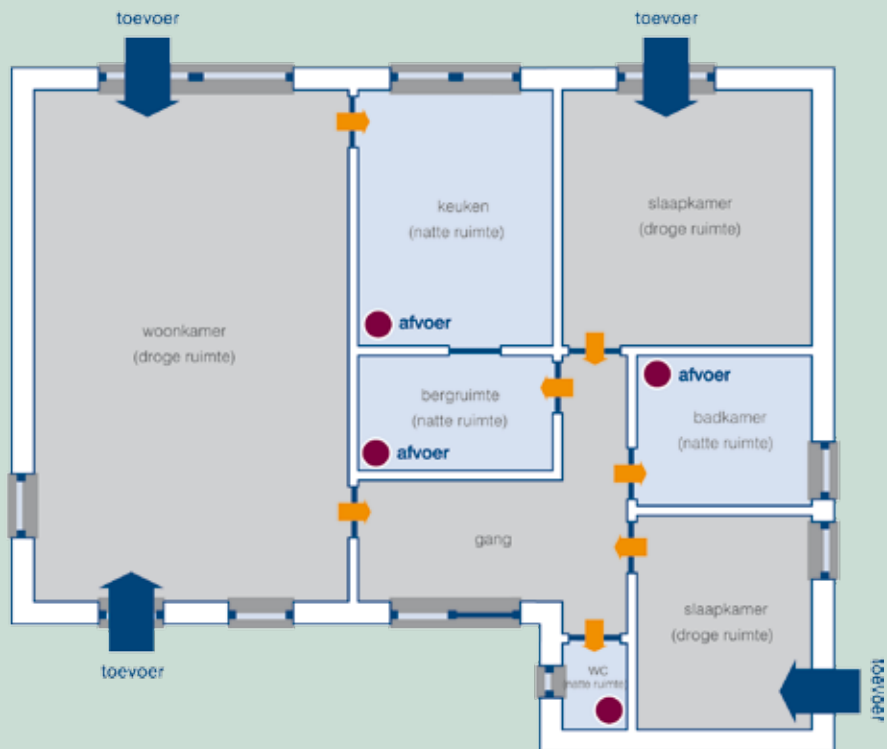 toevoer
toevoer
keuken
(natte ruimte)
slaapkamer
(droge ruimte)
afvoer
woonkamer
(droge ruimte)
afvoer
bergruimte
(natte ruimte)
badkamer
(natte ruimte)
afvoer
gang
slaapkamer
(droge ruimte)
toevoer
WC
(natte ruimte)
toevoer